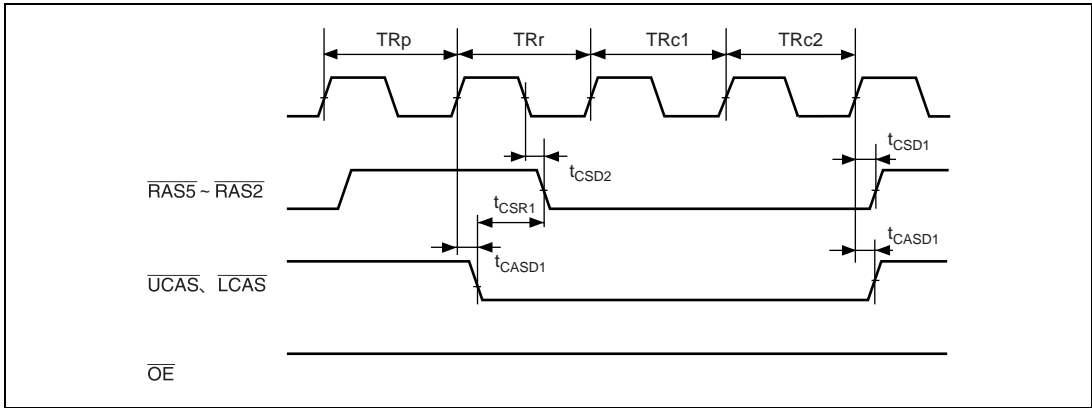 TRp TRr TRc1 TRc2
tCSD1
tCSD2
RAS5 ~ RAS2
tCSR1
tCASD1
tCASD1
UCAS、LCAS
OE